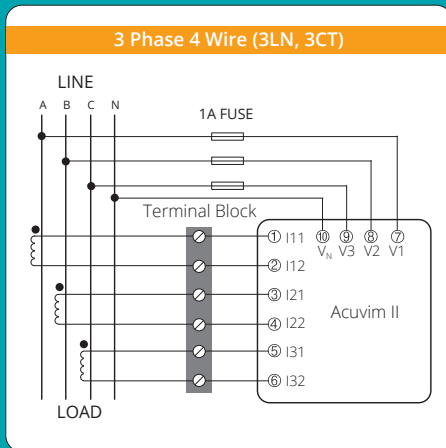 3 Phase 4 Wire (3LN, 3CT)
LINE
A B C N
1A FUSE
Terminal Block
① I11
② I12
③ I21
④ I22
⑤ I31
⑥ I32
⑩ ⑨ ⑧ ⑦
VN V3 V2 V1
Acuvim II
LOAD